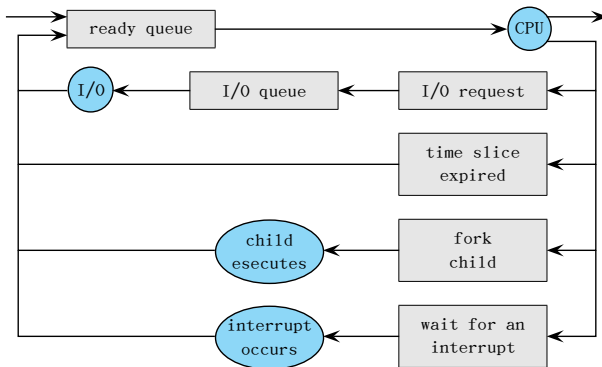 ready queue
CPU
I/O
I/O queue
I/O request
time slice
expired
child
esecutes
fork
child
interrupt
occurs
wait for an
interrupt